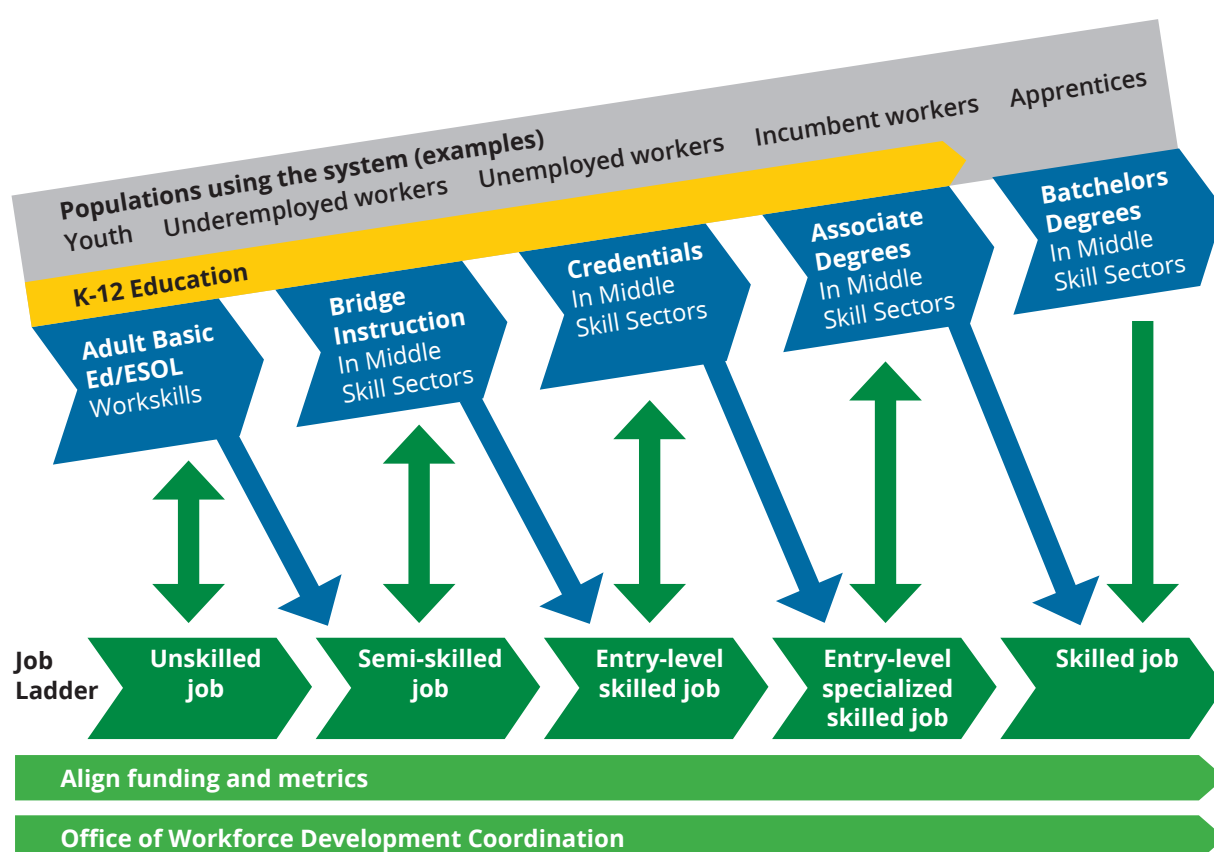 Populations using the system (examples)
Youth Underemployed workers Unemployed workers Incumbent workers Apprentices
K-12 Education
Adult Basic
Ed/ESOL
Workskills
Bridge
Instruction
In Middle
Skill Sectors
Credentials
In Middle
Skill Sectors
Associate
Degrees
In Middle
Skill Sectors
Batchelors
Degrees
In Middle
Skill Sectors
Job
Ladder
Unskilled
job
Semi-skilled
job
Entry-level
skilled job
Entry-level
specialized
skilled job
Skilled job
Align funding and metrics
Office of Workforce Development Coordination